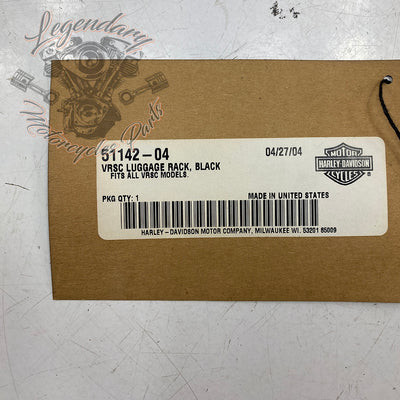 Legendary
Motorcycles Parts
51142-04 04/27/04
VRSC LUGGAGE RACK, BLACK
FITS ALL VRSC MODELS.
MOTOR
HARLEY-DAVIDSON
CYCLES
®
PKG QTY: 1 MADE IN UNITED STATES
HARLEY-DAVIDSON MOTOR COMPANY, MILWAUKEE WI. 53201 85009